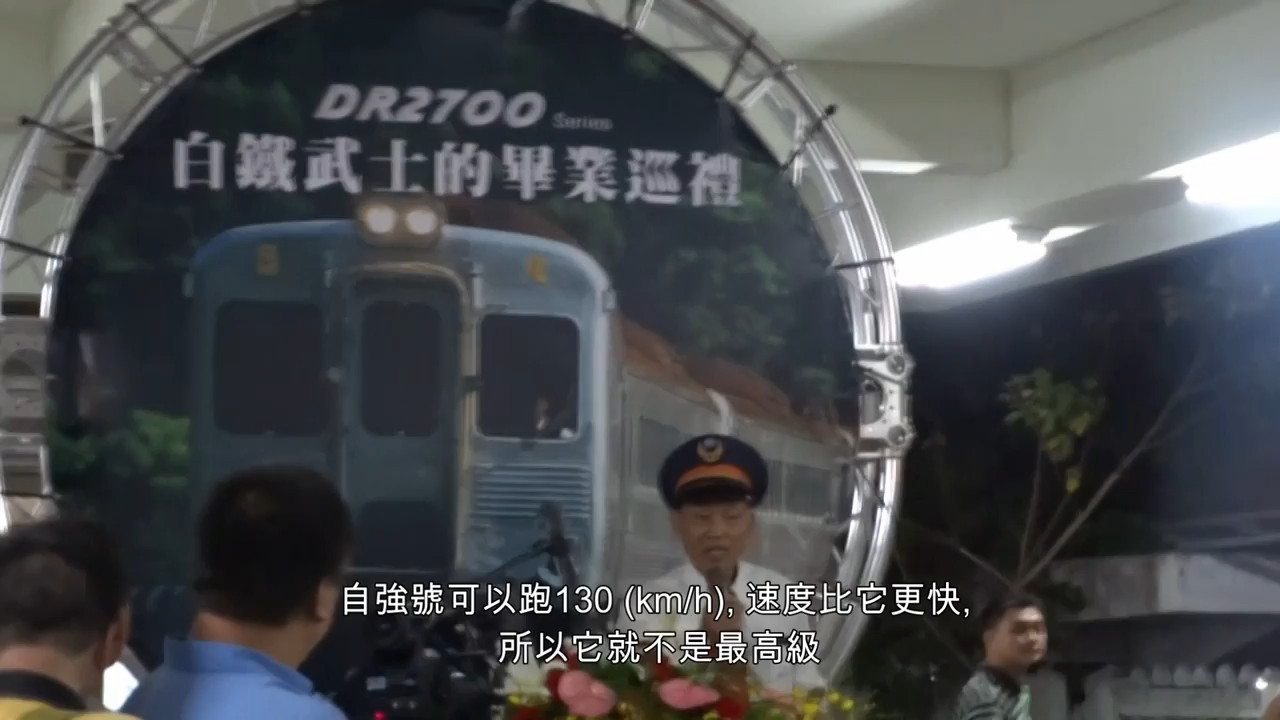 DR2700 Series
白鐵武士的畢業巡禮
自強號可以跑130 (km/h), 速度比它更快,
所以它就不是最高級